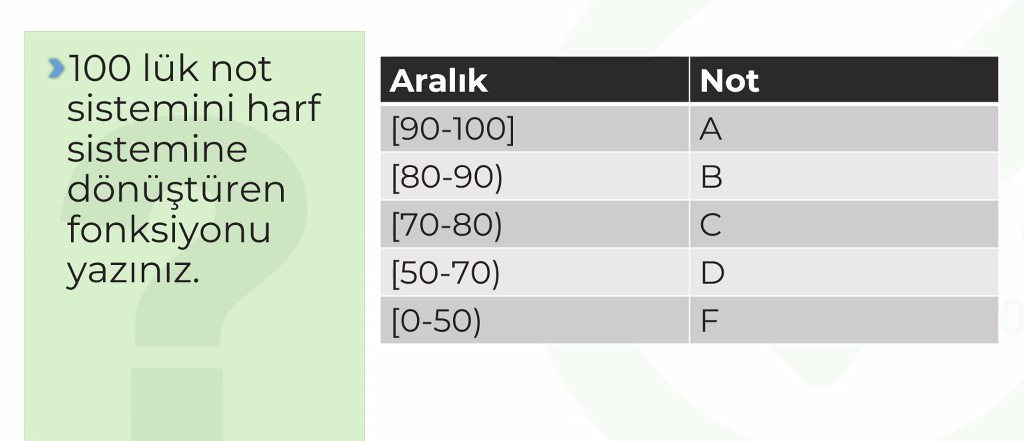 100 lük not
sistemini harf
sistemine
dönüştüren
fonksiyonu
yazınız.
Aralık Not
[90-100] A
[80-90) B
[70-80) C
[50-70) D
[0-50) F